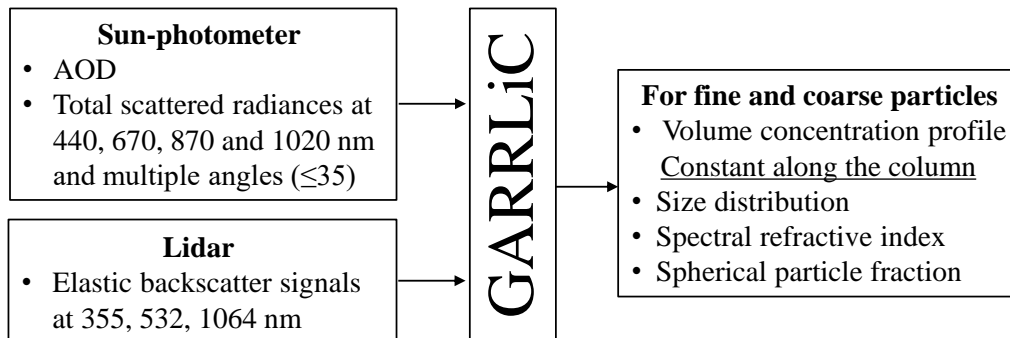 Sun-photometer
• AOD
• Total scattered radiances at
440, 670, 870 and 1020 nm
and multiple angles (≤35)
Lidar
• Elastic backscatter signals
at 355, 532, 1064 nm
GARRLiC
For fine and coarse particles
• Volume concentration profile
Constant along the column
• Size distribution
• Spectral refractive index
• Spherical particle fraction